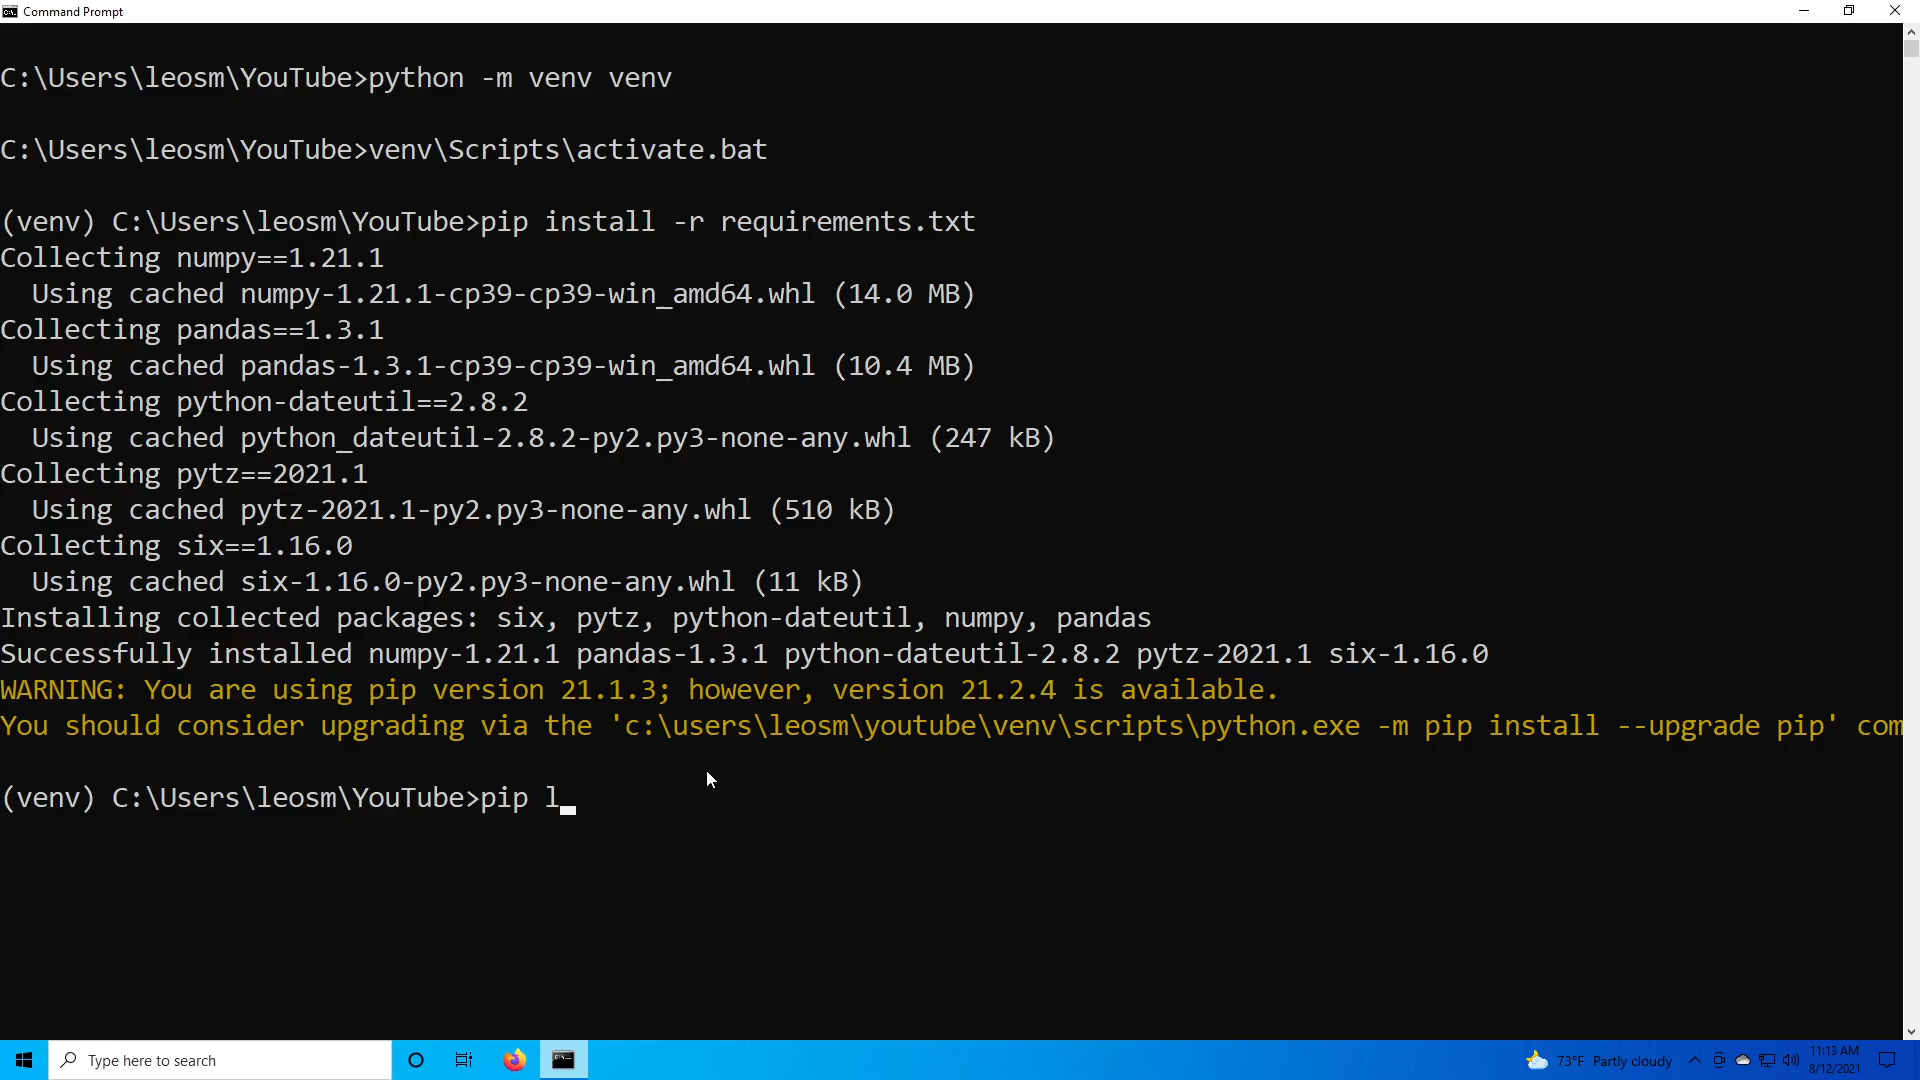 Command Prompt
C:\Users\leosm\YouTube>python -m venv venv
C:\Users\leosm\YouTube>venv\Scripts\activate.bat
(venv) C:\Users\leosm\YouTube>pip install -r requirements.txt
Collecting numpy==1.21.1
  Using cached numpy-1.21.1-cp39-cp39-win_amd64.whl (14.0 MB)
Collecting pandas==1.3.1
  Using cached pandas-1.3.1-cp39-cp39-win_amd64.whl (10.4 MB)
Collecting python-dateutil==2.8.2
  Using cached python_dateutil-2.8.2-py2.py3-none-any.whl (247 kB)
Collecting pytz==2021.1
  Using cached pytz-2021.1-py2.py3-none-any.whl (510 kB)
Collecting six==1.16.0
  Using cached six-1.16.0-py2.py3-none-any.whl (11 kB)
Installing collected packages: six, pytz, python-dateutil, numpy, pandas
Successfully installed numpy-1.21.1 pandas-1.3.1 python-dateutil-2.8.2 pytz-2021.1 six-1.16.0
WARNING: You are using pip version 21.1.3; however, version 21.2.4 is available.
You should consider upgrading via the 'c:\users\leosm\youtube\venv\scripts\python.exe -m pip install --upgrade pip' com
(venv) C:\Users\leosm\YouTube>pip l
Type here to search
73°F Partly cloudy
11:13 AM
8/12/2021